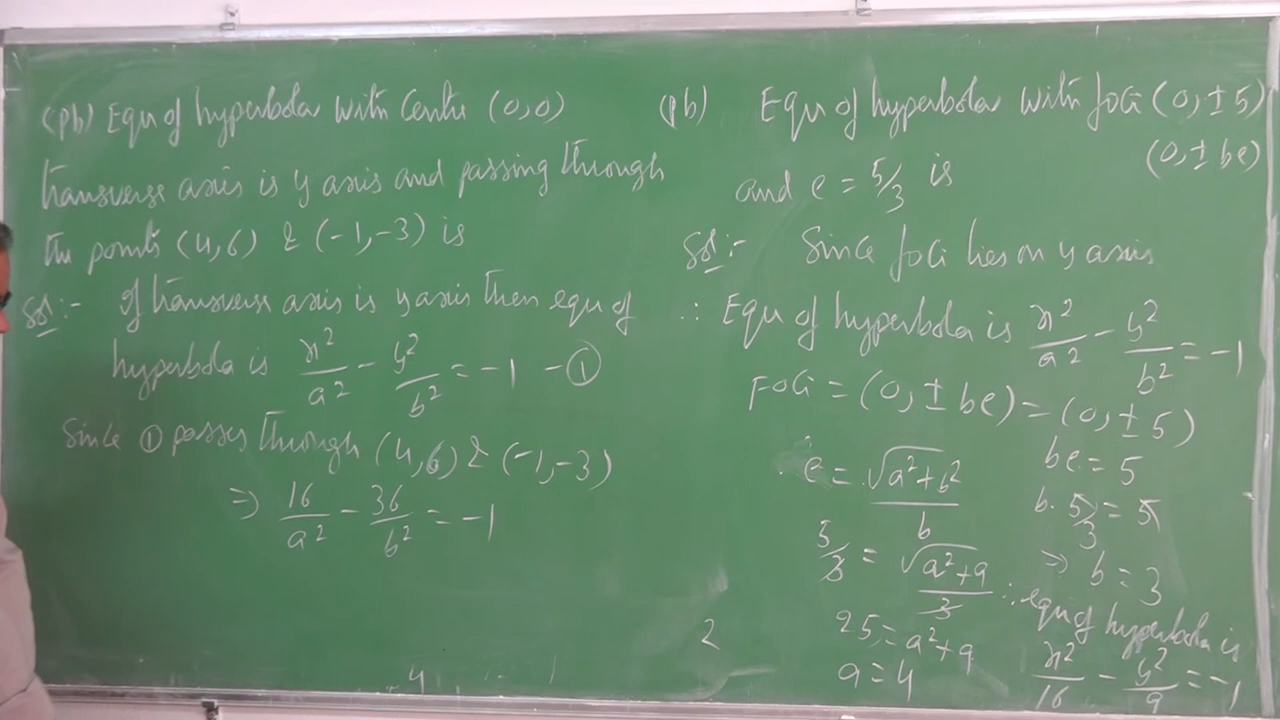 (pb) Equ of hyperbola with Centre (0,0)
transverse axis is y axis and passing through
the points (4,6) & (-1,-3) is
Sol:- If transverse axis is y axis then equ of
hyperbola is x²/a² - y²/b² = -1 - ①
Since ① passes through (4,6) & (-1,-3)
⇒ 16/a² - 36/b² = -1
4
(pb) Equ of hyperbola with foci (0,±5)
(0,±be)
and e = 5/3 is
Sol:- Since foci lies on y axis
∴ Equ of hyperbola is x²/a² - y²/b² = -1
Foci = (0,±be) = (0,±5)
e = √(a²+b²)/b
5/3 = √(a²+9)/3
25 = a²+9
a = 4
be = 5
b. 5/3 = 5
⇒ b = 3
∴ equ of hyperbola is
x²/16 - y²/9 = -1
2